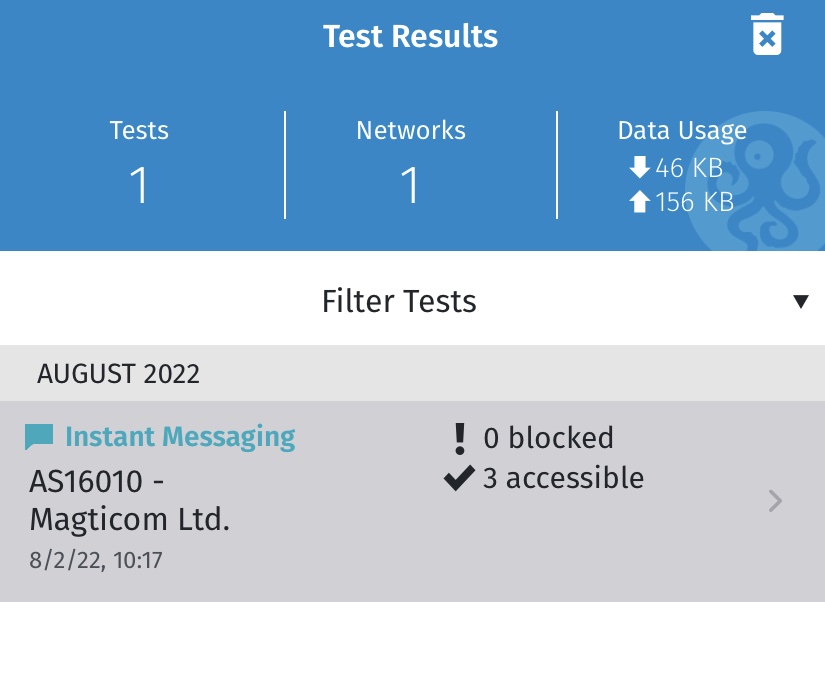 Test Results
Tests
Networks
Data Usage
1
1
46 KB
156 KB
Filter Tests
AUGUST 2022
Instant Messaging
0 blocked
AS16010 -
3 accessible
Magticom Ltd.
8/2/22, 10:17